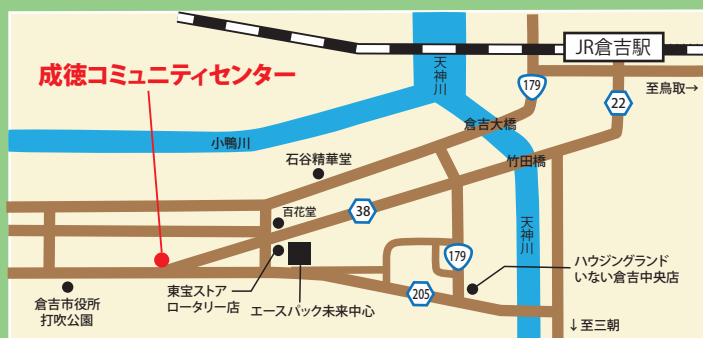 JR倉吉駅
天神川
179
至鳥取→
成徳コミュニティセンター
22
倉吉大橋
小鴨川
石谷精華堂
竹田橋
百花堂
38
天神川
179
ハウジングランド
いない倉吉中央店
東宝ストア
ロータリー店
エースパック未来中心
205
倉吉市役所
打吹公園
↓至三朝